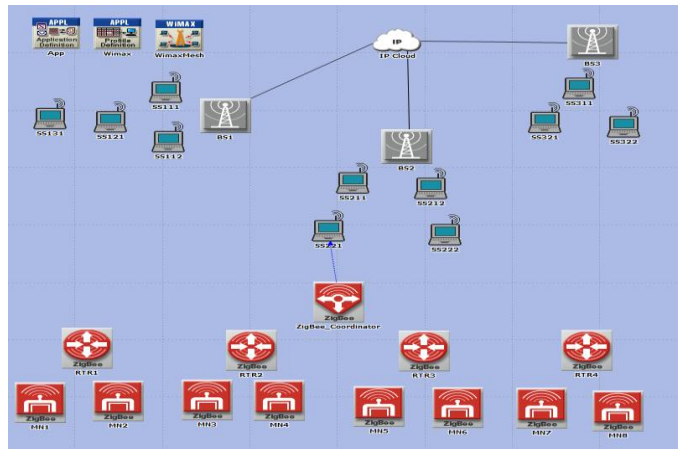 APPL
Application
Definition
App
APPL
Profile
Definition
Wimax
WiMAX
WimaxMesh
IP
IP Cloud
BS3
SS111
SS131
SS121
SS112
BS1
BS2
SS311
SS321
SS322
SS211
SS212
SS221
SS222
ZigBee
ZigBee_Coordinator
ZigBee
RTR1
ZigBee
RTR2
ZigBee
RTR3
ZigBee
RTR4
ZigBee
MN1
ZigBee
MN2
ZigBee
MN3
ZigBee
MN4
ZigBee
MN5
ZigBee
MN6
ZigBee
MN7
ZigBee
MN8